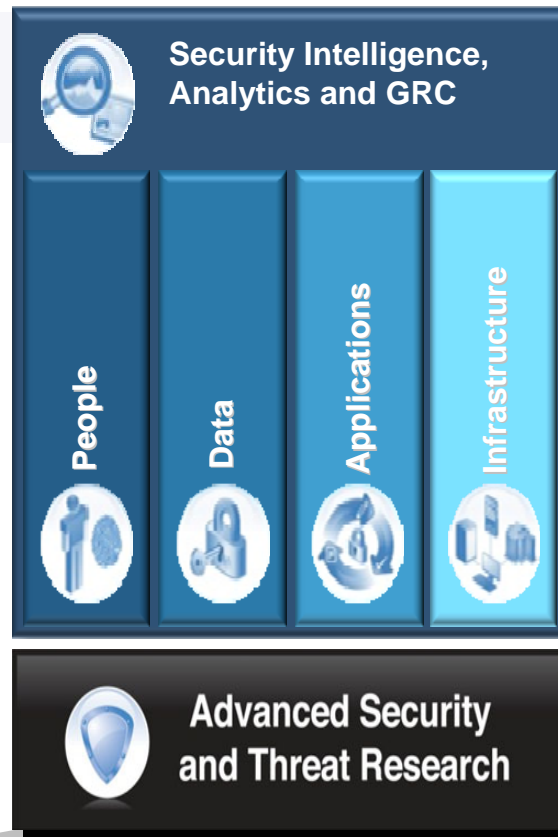 Security Intelligence,
Analytics and GRC
People
Data
Applications
Infrastructure
Advanced Security
and Threat Research